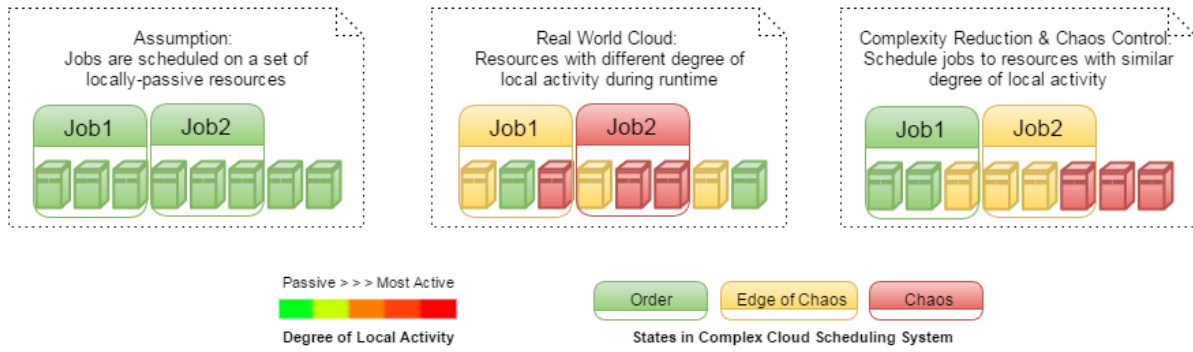 Assumption:
Jobs are scheduled on a set of
locally-passive resources
Job1
Job2
Real World Cloud:
Resources with different degree of
local activity during runtime
Job1
Job2
Complexity Reduction & Chaos Control:
Schedule jobs to resources with similar
degree of local activity
Job1
Job2
Passive > > > Most Active
Degree of Local Activity
Order
Edge of Chaos
Chaos
States in Complex Cloud Scheduling System